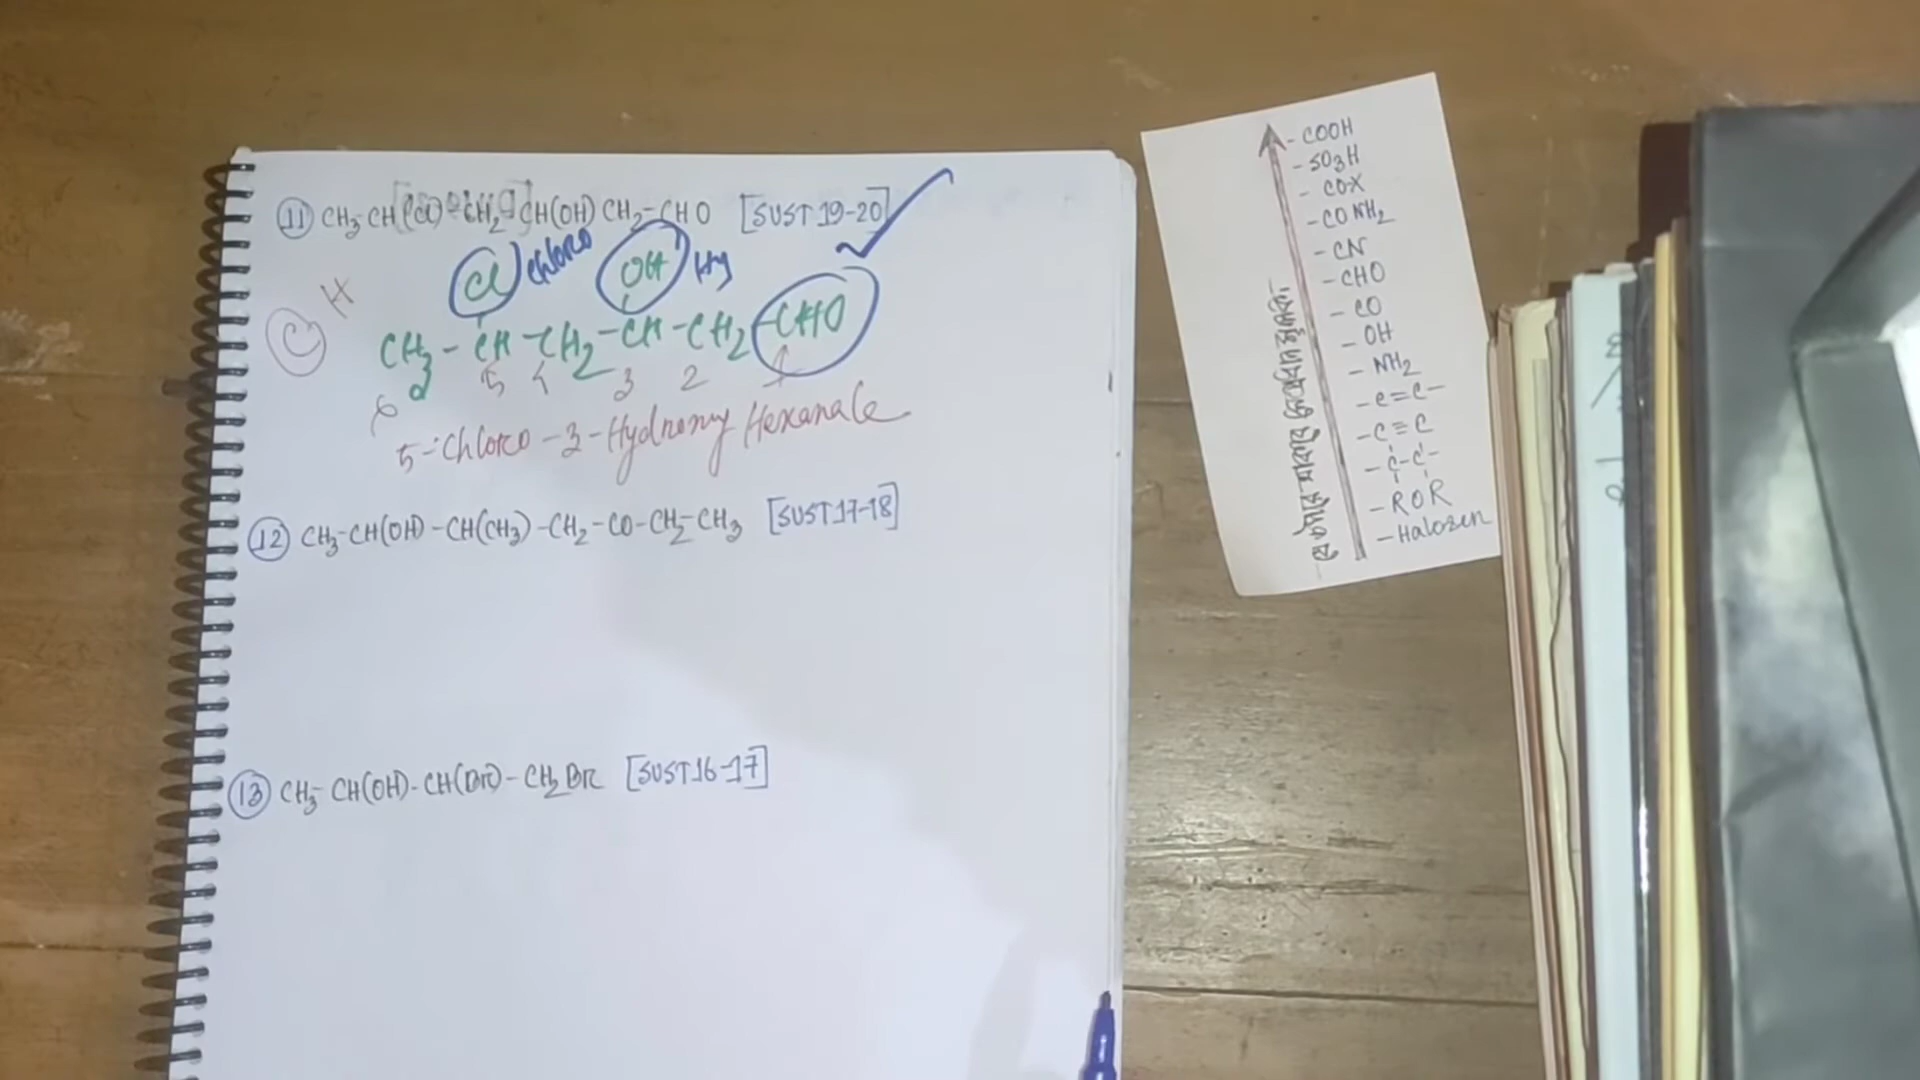 11 CH₃-CH(Cl)-CH₂-CH(OH) CH₂-CHO [SUST 19-20]
Cl Chloro OH Hy
C H
CH₃ - CH - CH₂ - CH - CH₂ - CHO
6 5 4 3 2 1
5-Chloro-3-Hydroxy Hexanale
12 CH₃-CH(OH)-CH(CH₃)-CH₂-CO-CH₂-CH₃ [SUST 17-18]
13 CH₃-CH(OH)-CH(Br)-CH₂Br [SUST 16-17]
- COOH
- SO₃H
- COX
- CONH₂
- CN
- CHO
- CO
- OH
- NH₂
- C=C-
- C≡C
- C-C-
- ROR
- Halozen